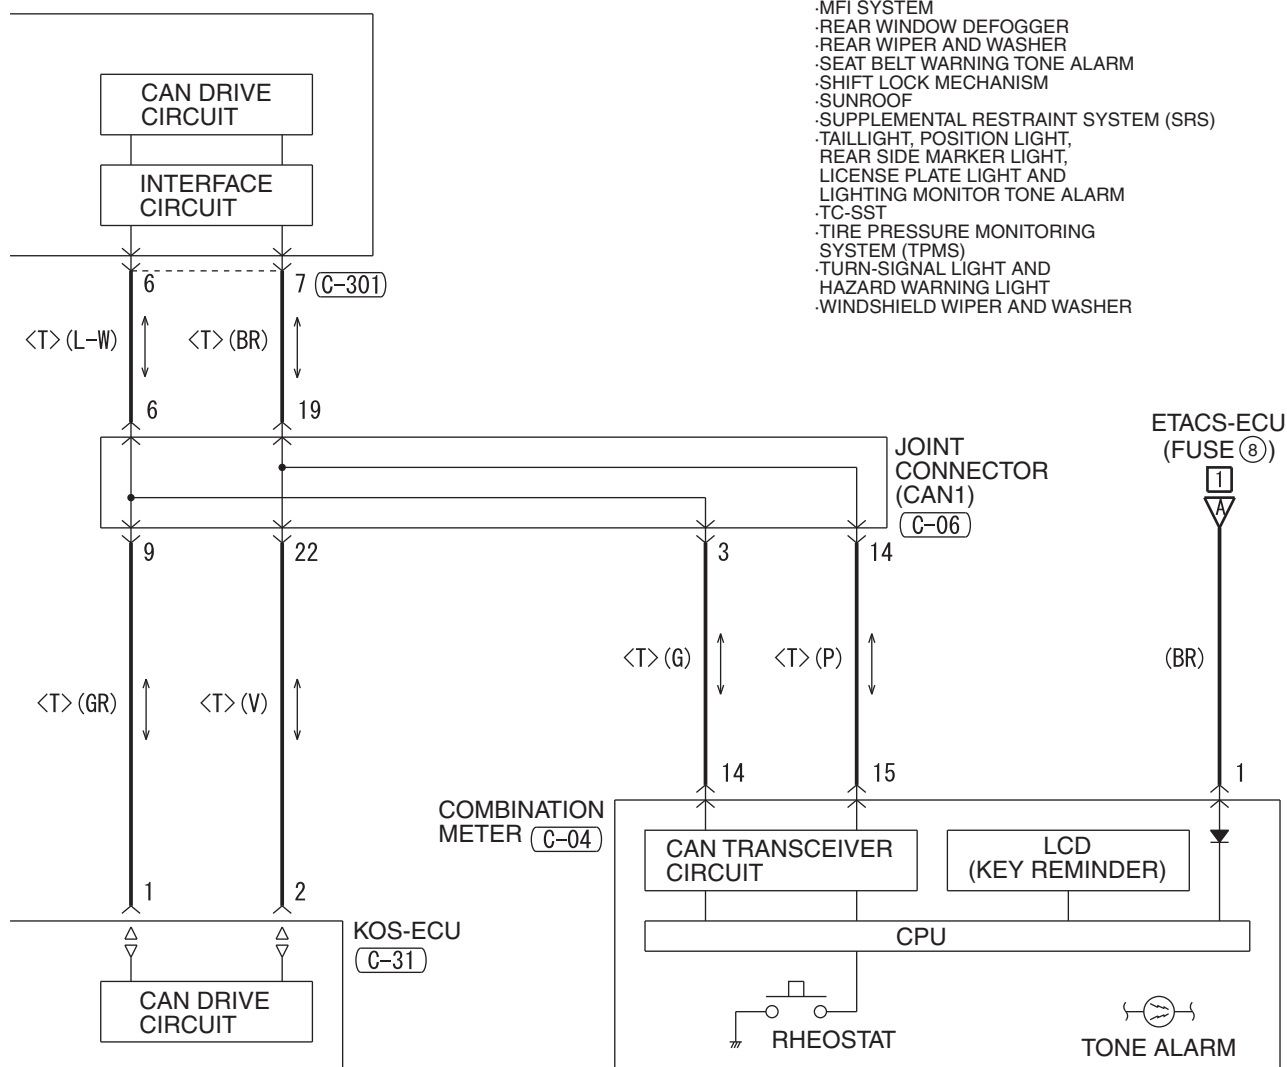 ·MFI SYSTEM
·REAR WINDOW DEFOGGER
·REAR WIPER AND WASHER
·SEAT BELT WARNING TONE ALARM
·SHIFT LOCK MECHANISM
·SUNROOF
·SUPPLEMENTAL RESTRAINT SYSTEM (SRS)
·TAILLIGHT, POSITION LIGHT,
REAR SIDE MARKER LIGHT,
LICENSE PLATE LIGHT AND
LIGHTING MONITOR TONE ALARM
·TC-SST
·TIRE PRESSURE MONITORING
SYSTEM (TPMS)
·TURN-SIGNAL LIGHT AND
HAZARD WARNING LIGHT
·WINDSHIELD WIPER AND WASHER
CAN DRIVE
CIRCUIT
INTERFACE
CIRCUIT
6 7 C-301
<T>(L-W) <T>(BR)
6 19
JOINT
CONNECTOR
(CAN1)
C-06
ETACS-ECU
(FUSE 8)
1
A
9 22 3 14
<T>(G) <T>(P) (BR)
<T>(GR) <T>(V)
14 15 1
COMBINATION
METER C-04
CAN TRANSCEIVER
CIRCUIT
LCD
(KEY REMINDER)
1 2
KOS-ECU
C-31
CPU
CAN DRIVE
CIRCUIT
RHEOSTAT
TONE ALARM